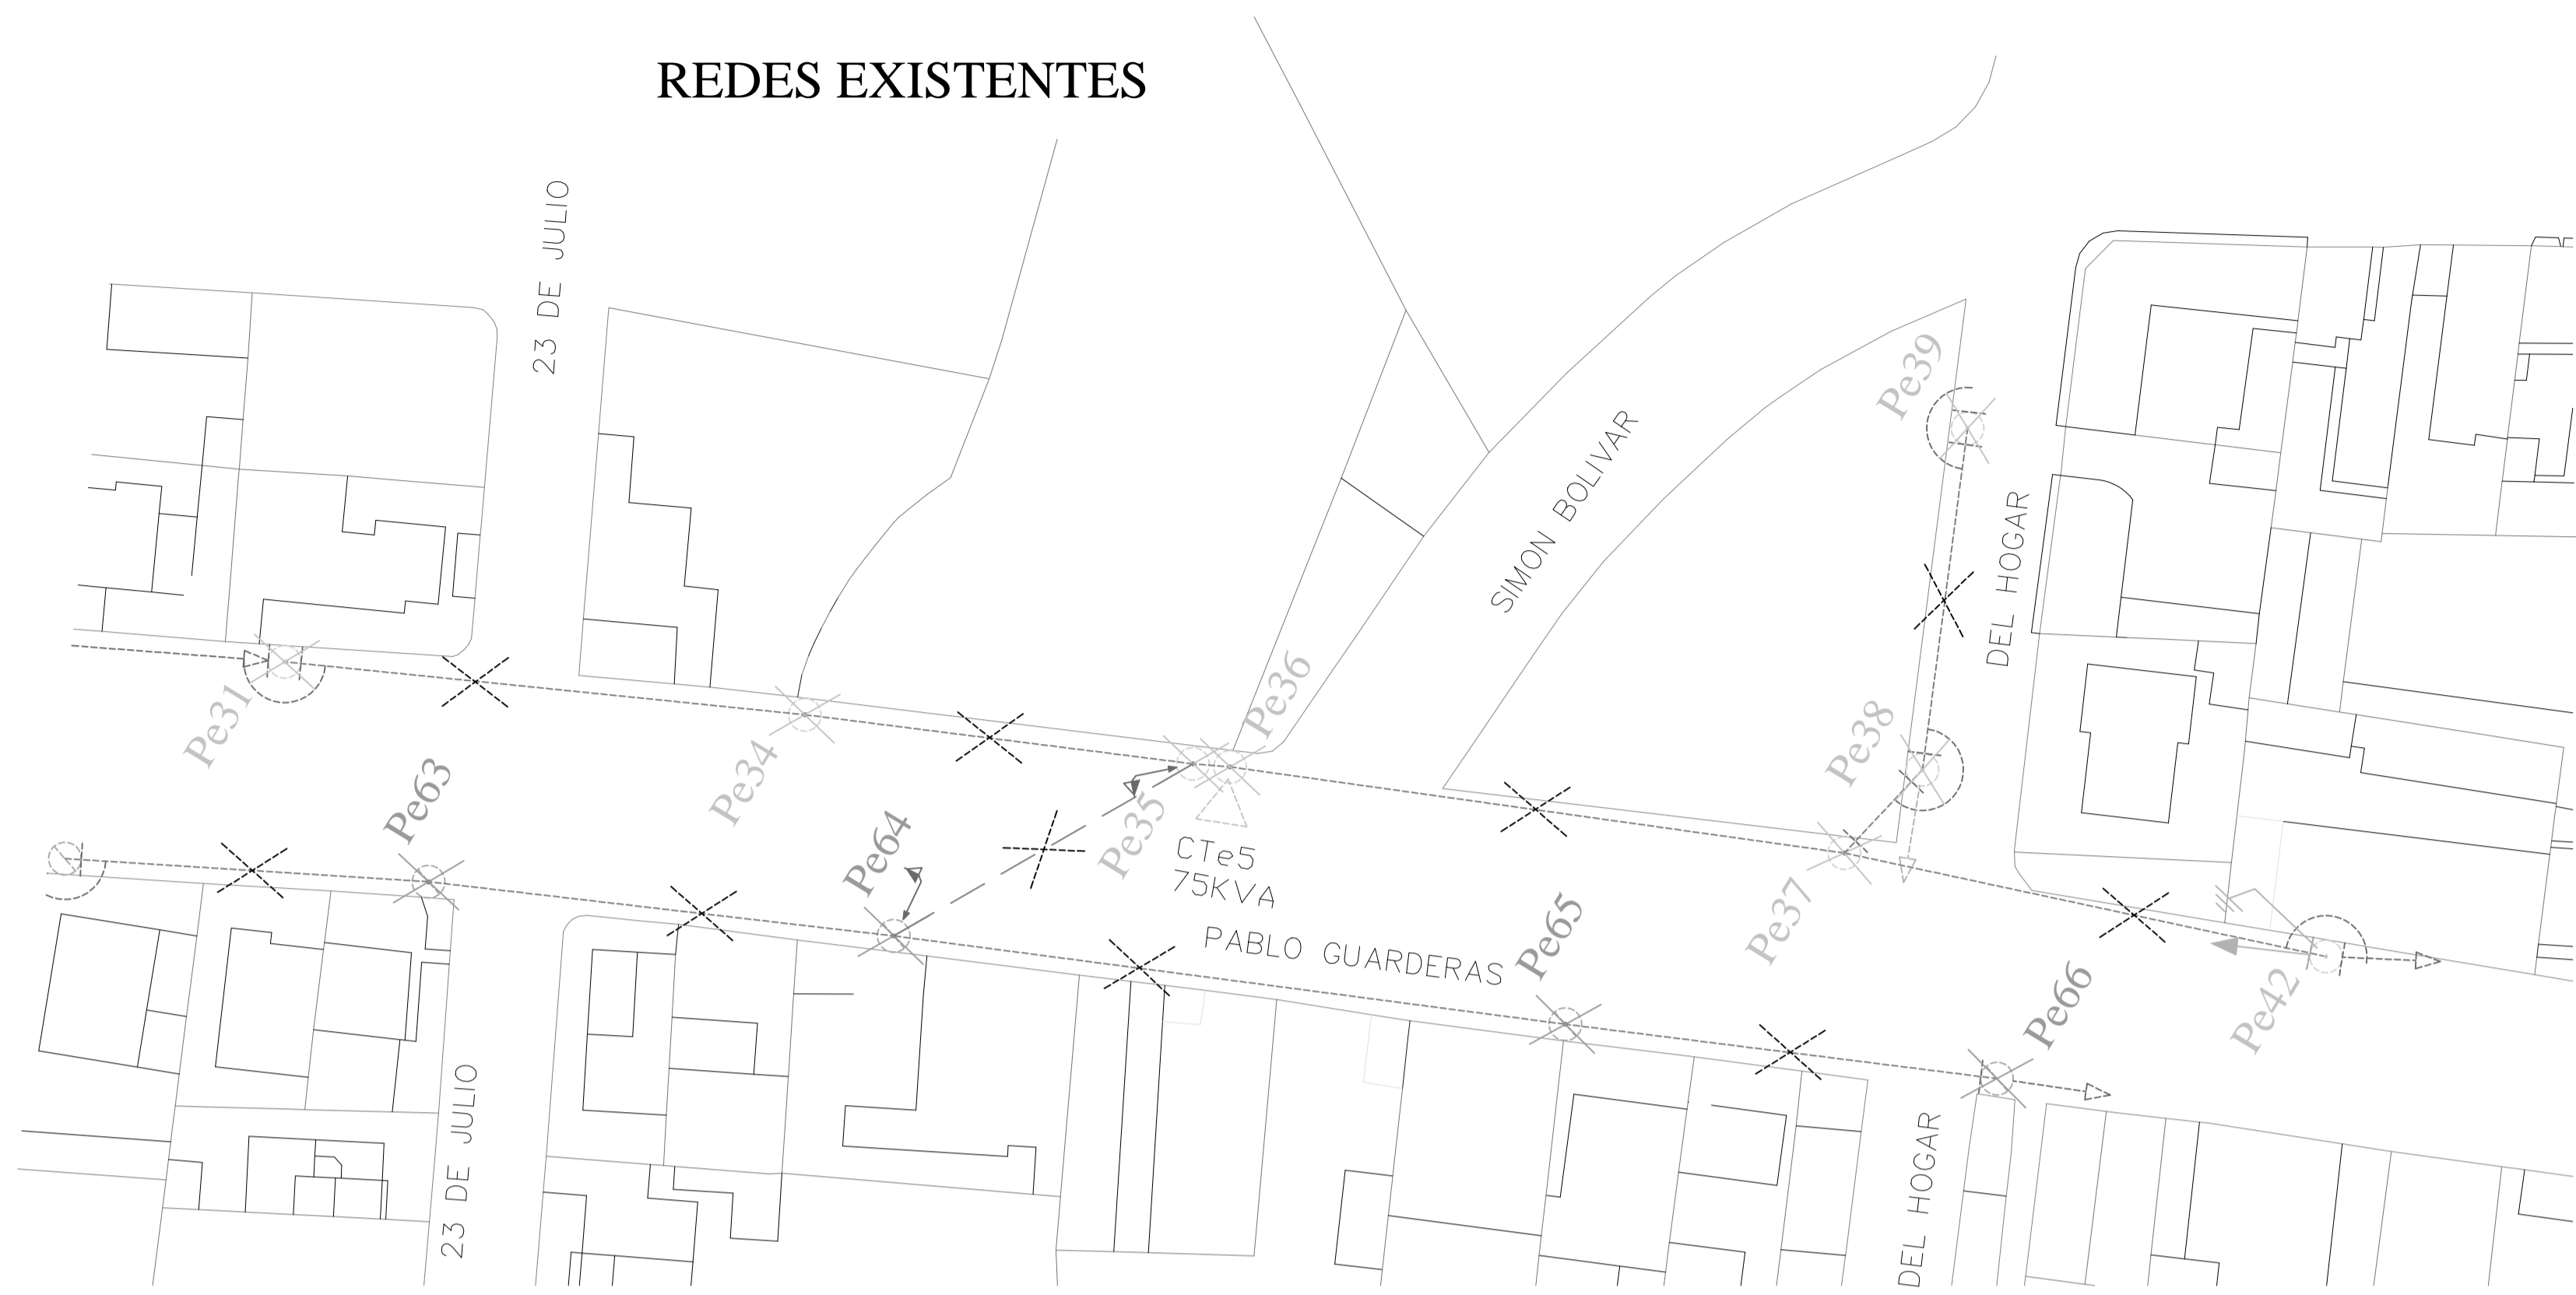 REDES EXISTENTES
23 DE JULIO
Pe39
SIMON BOLIVAR
DEL HOGAR
Pe36
Pe31
Pe38
Pe34
Pe63
Pe35
Pe64
CTe5
75KVA
PABLO GUARDERAS
Pe65
Pe37
Pe66
Pe42
23 DE JULIO
DEL HOGAR